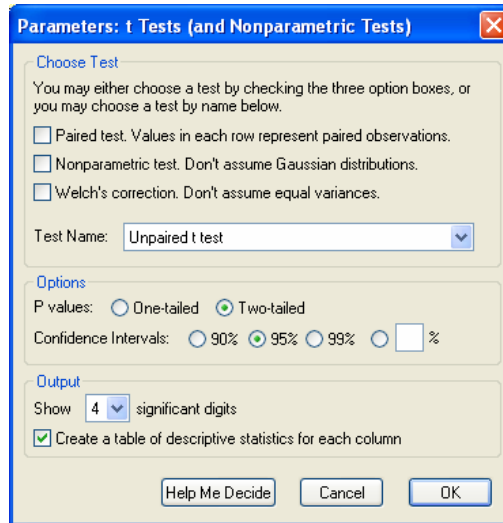 Parameters: t Tests (and Nonparametric Tests)
Choose Test
You may either choose a test by checking the three option boxes, or
you may choose a test by name below.
Paired test. Values in each row represent paired observations.
Nonparametric test. Don't assume Gaussian distributions.
Welch's correction. Don't assume equal variances.
Test Name: Unpaired t test
Options
P values: One-tailed Two-tailed
Confidence Intervals: 90% 95% 99% %
Output
Show 4 significant digits
Create a table of descriptive statistics for each column
Help Me Decide Cancel OK